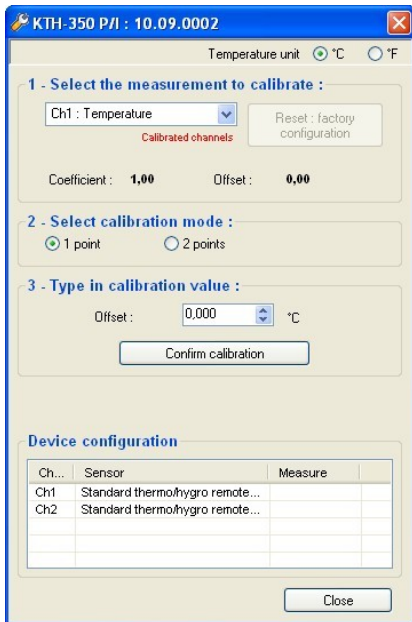 KTH-350 P/I : 10.09.0002
Temperature unit °C °F
1 - Select the measurement to calibrate :
Ch1 : Temperature
Reset : factory
configuration
Calibrated channels
Coefficient : 1,00 Offset : 0,00
2 - Select calibration mode :
1 point 2 points
3 - Type in calibration value :
Offset : 0,000 °C
Confirm calibration
Device configuration
Ch... Sensor Measure
Ch1 Standard thermo/hygro remote...
Ch2 Standard thermo/hygro remote...
Close